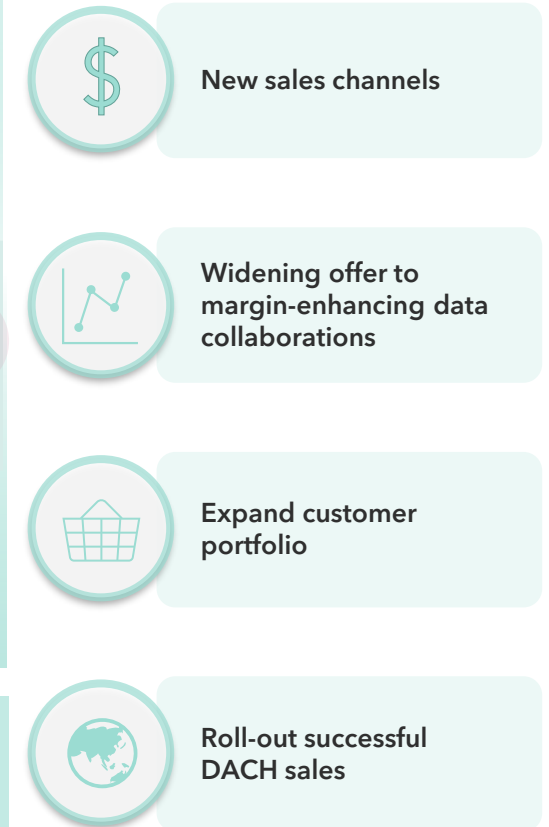 $
New sales channels
Widening offer to
margin-enhancing data
collaborations
Expand customer
portfolio
Roll-out successful
DACH sales